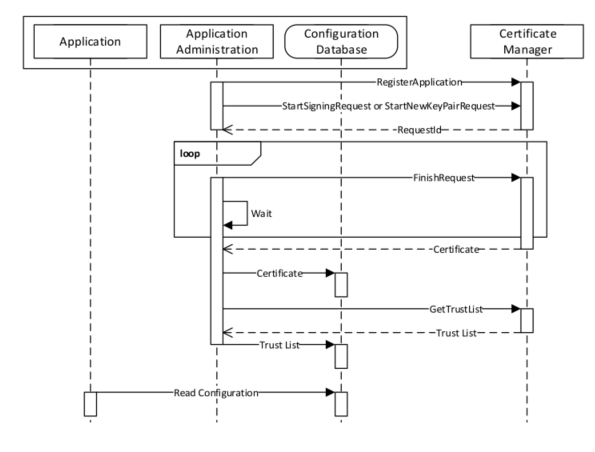 Application
Application
Administration
Configuration
Database
Certificate
Manager
RegisterApplication
StartSigningRequest or StartNewKeyPairRequest
RequestId
loop
FinishRequest
Wait
Certificate
Certificate
GetTrustList
Trust List
Trust List
Read Configuration